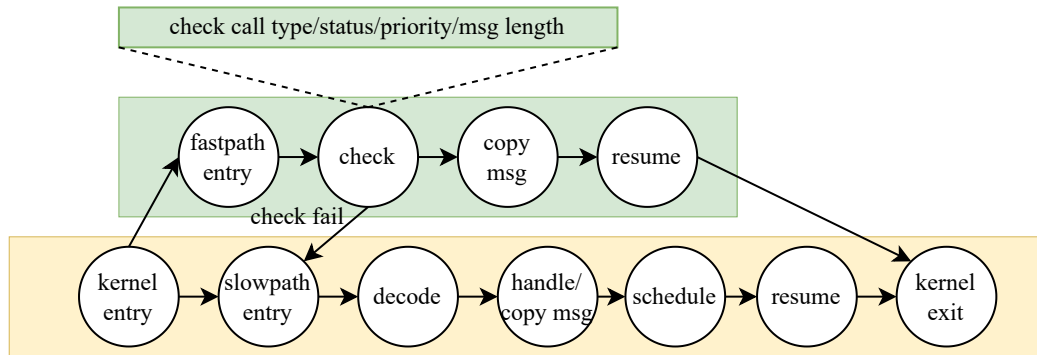 check call type/status/priority/msg length
fastpath
entry
check
copy
msg
resume
check fail
kernel
entry
slowpath
entry
decode
handle/
copy msg
schedule
resume
kernel
exit